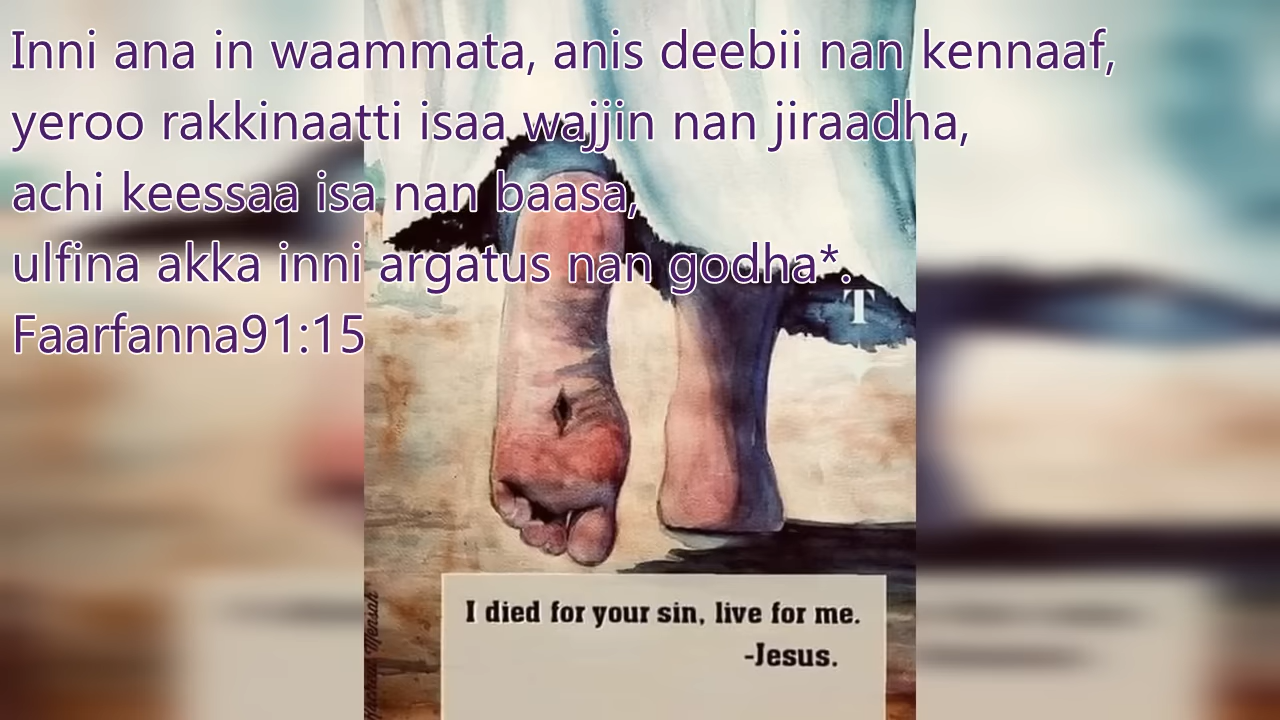 Inni ana in waammata, anis deebii nan kennaaf,
yeroo rakkinaatti isaa wajjin nan jiraadha,
achi keessaa isa nan baasa,
ulfina akka inni argatus nan godha*.
Faarfanna91:15
T
I died for your sin, live for me.
-Jesus.
Mensah